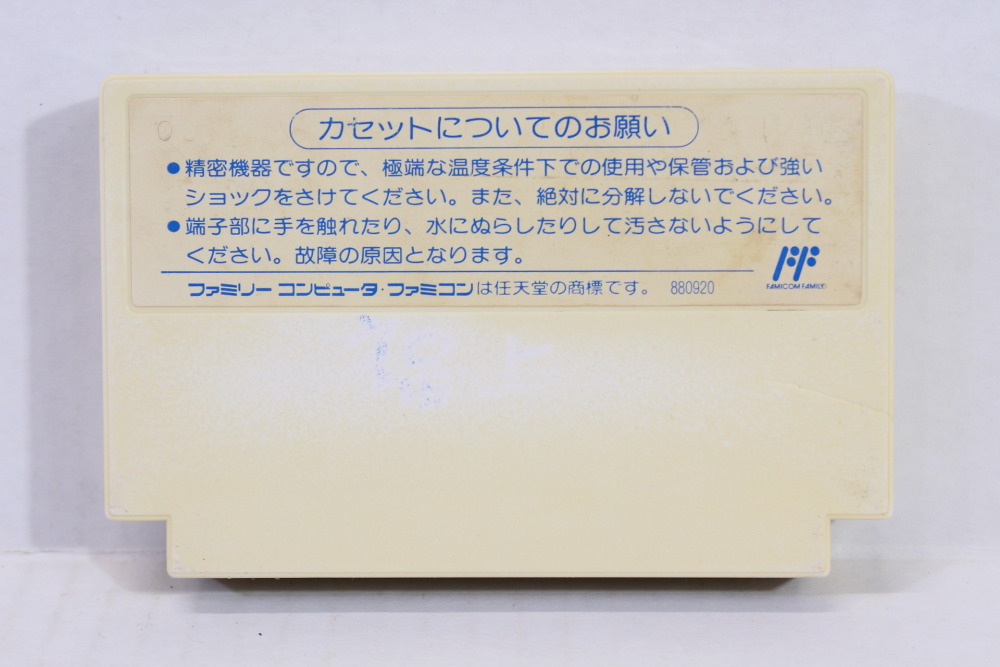 カセットについてのお願い
●精密機器ですので、極端な温度条件下での使用や保管および強い
ショックをさけてください。また、絶対に分解しないでください。
●端子部に手を触れたり、水にぬらしたりして汚さないようにして
ください。故障の原因となります。
FAMICOM FAMILY®
ファミリーコンピュータ・ファミコンは任天堂の商標です。 880920